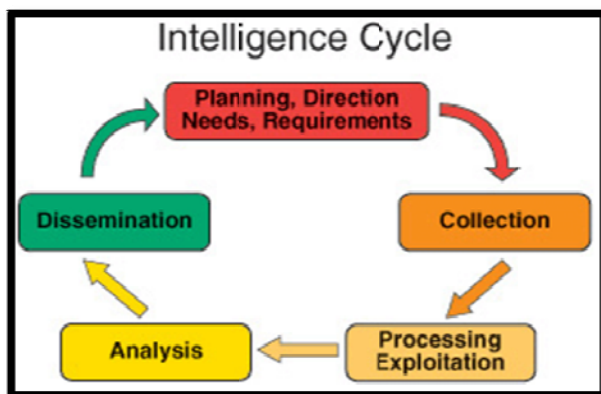 Intelligence Cycle
Planning, Direction
Needs, Requirements
Collection
Processing
Exploitation
Analysis
Dissemination